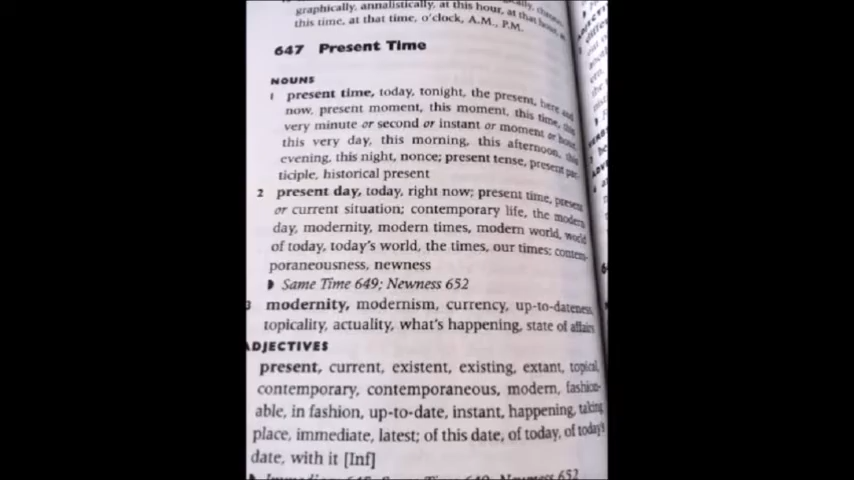 graphically, annalistically, at this hour, at that
this time, at that time, o'clock, A.M., P.M.
647 Present Time
NOUNS
1 present time, today, tonight, the present, here and
now, present moment, this moment, this time, this
very minute or second or instant or moment or hour,
this very day, this morning, this afternoon, this
evening, this night, nonce; present tense, present par-
ticiple, historical present
2 present day, today, right now; present time, present
or current situation; contemporary life, the modern
day, modernity, modern times, modern world, world
of today, today's world, the times, our times; contem-
poraneousness, newness
◗ Same Time 649; Newness 652
3 modernity, modernism, currency, up-to-dateness,
topicality, actuality, what's happening, state of affairs
ADJECTIVES
present, current, existent, existing, extant, topical,
contemporary, contemporaneous, modern, fashion-
able, in fashion, up-to-date, instant, happening, taking
place, immediate, latest; of this date, of today, of today's
date, with it [Inf]
Newness 652